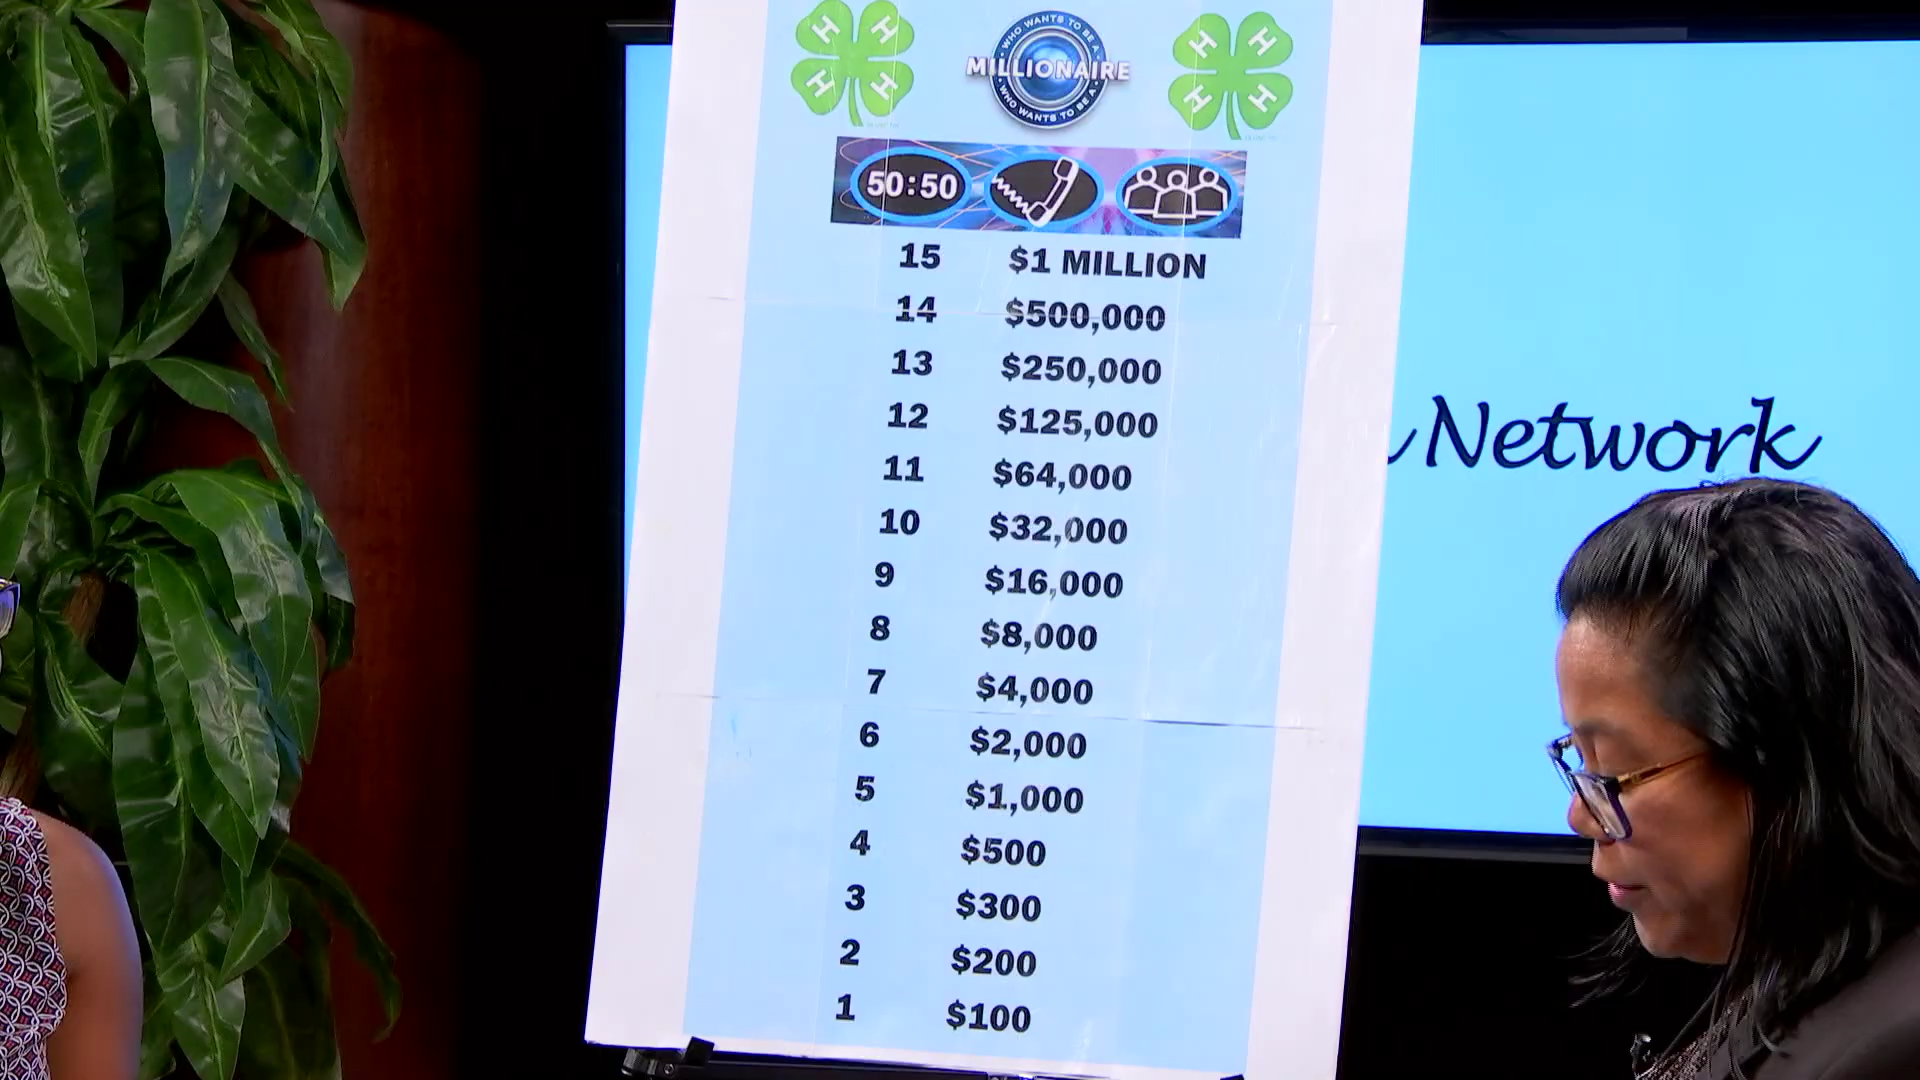 H H H H
WHO WANTS TO BE A
MILLIONAIRE
WHO WANTS TO BE A
H H H H
50:50
15 $1 MILLION
14 $500,000
13 $250,000
12 $125,000
11 $64,000
10 $32,000
9 $16,000
8 $8,000
7 $4,000
6 $2,000
5 $1,000
4 $500
3 $300
2 $200
1 $100
Network